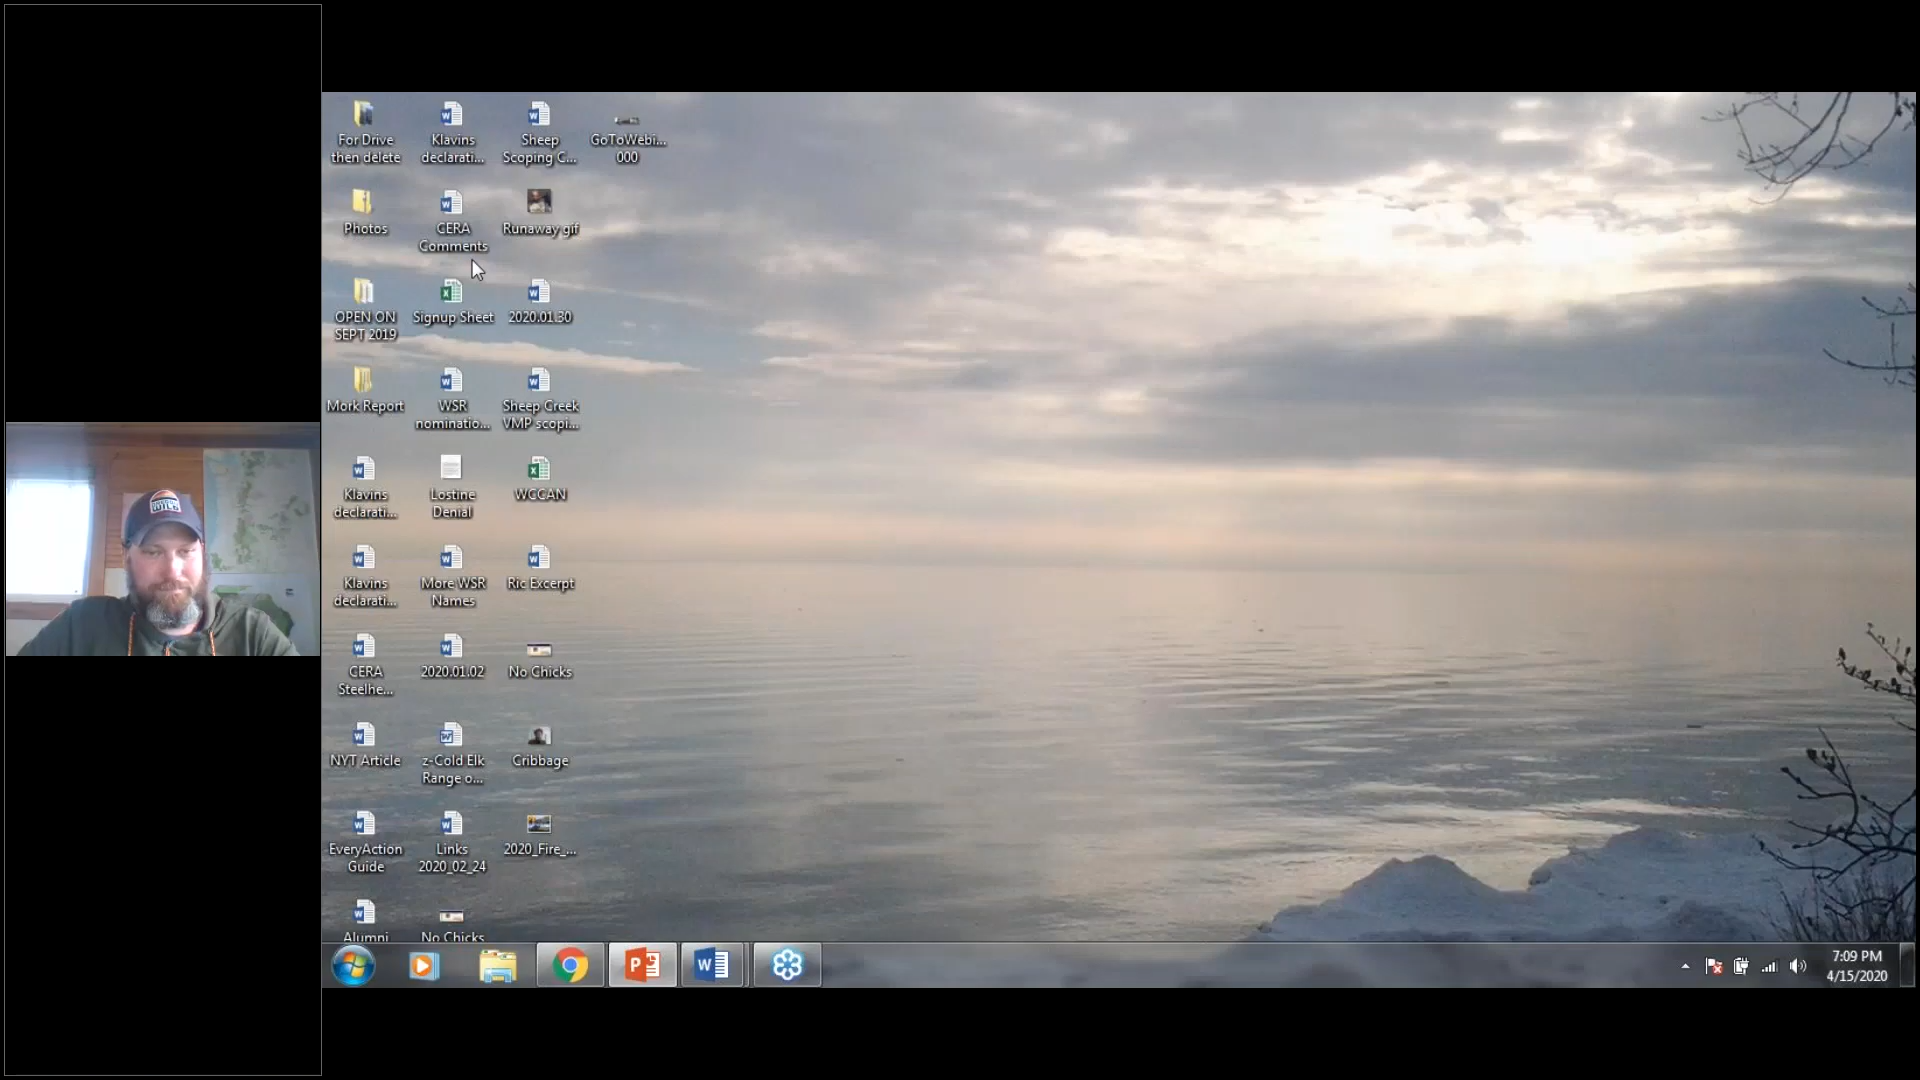 For Drive
then delete
Klavins
declarati...
Sheep
Scoping C...
GoToWebi...
000
Photos
CERA
Comments
Runaway gif
OPEN ON
SEPT 2019
Signup Sheet
2020.01.30
Mork Report
WSR
nominatio...
Sheep Creek
VMP scopi...
Klavins
declarati...
Lostine
Denial
WCCAN
Klavins
declarati...
More WSR
Names
Ric Excerpt
CERA
Steelhe...
2020.01.02
No Chicks
NYT Article
z-Cold Elk
Range o...
Cribbage
EveryAction
Guide
Links
2020_02_24
2020_Fire_...
Alumni
No Chicks
7:09 PM
4/15/2020